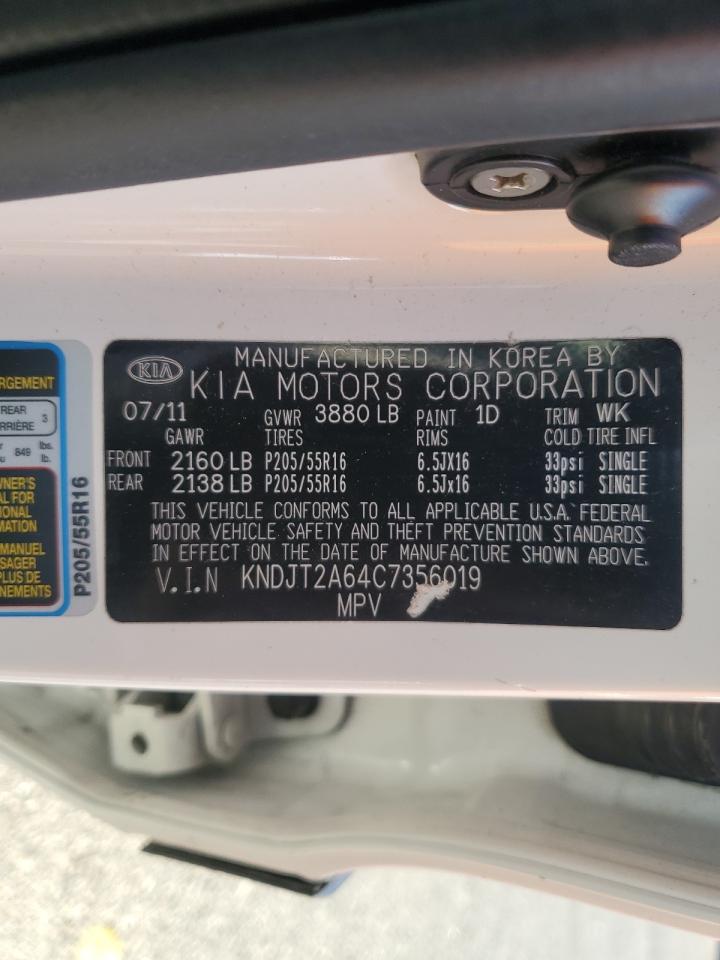 RGEMENT
REAR
RRIÈRE 3
849 lbs. lb.
WNER'S
AL FOR
IONAL
MATION
MANUEL
SAGER
PLUS DE
NEMENTS
P205/55R16
KIA MANUFACTURED IN KOREA BY
KIA MOTORS CORPORATION
07/11 GVWR 3880 LB PAINT 1D TRIM WK
GAWR TIRES RIMS COLD TIRE INFL
FRONT 2160 LB P205/55R16 6.5JX16 33psi SINGLE
REAR 2138 LB P205/55R16 6.5Jx16 33psi SINGLE
THIS VEHICLE CONFORMS TO ALL APPLICABLE U.S.A. FEDERAL
MOTOR VEHICLE SAFETY AND THEFT PREVENTION STANDARDS
IN EFFECT ON THE DATE OF MANUFACTURE SHOWN ABOVE.
V.I.N KNDJT2A64C7356019
MPV